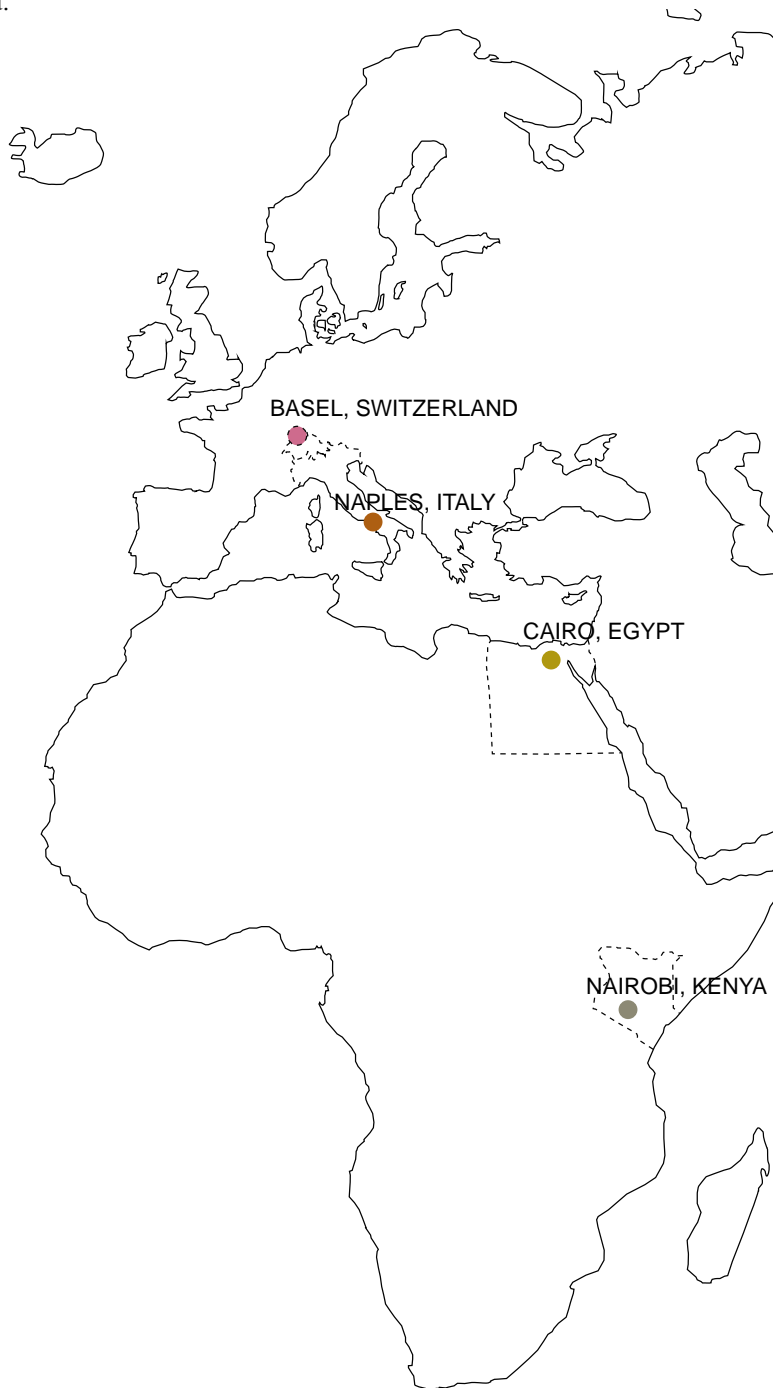 BASEL, SWITZERLAND
NAPLES, ITALY
CAIRO, EGYPT
NAIROBI, KENYA